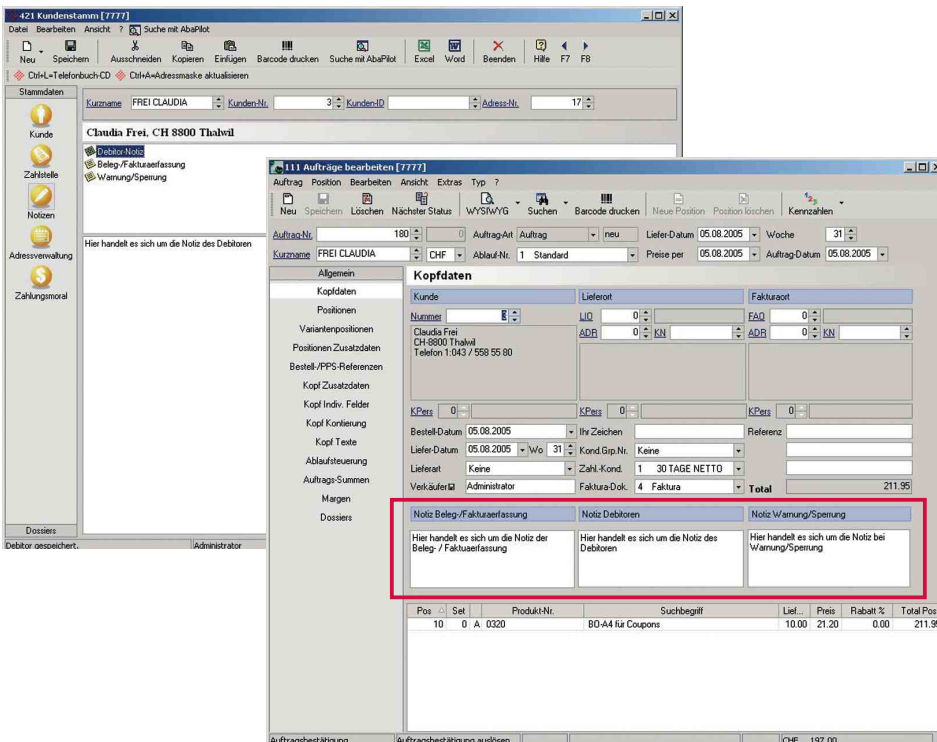 421 Kundenstamm [7777]
Datei Bearbeiten Ansicht ? Suche mit AbaPilot
Neu Speichern Ausschneiden Kopieren Einfügen Barcode drucken Suche mit AbaPilot Excel Word Beenden Hilfe F7 F8
Ctrl+L=Telefonbuch-CD Ctrl+A=Adressmaske aktualisieren
Stammdaten
Kurzname FREI CLAUDIA Kunden-Nr. 3 Kunden-ID Adress-Nr. 17
Kunde
Zahlstelle
Notizen
Adressverwaltung
Zahlungsmoral
Dossiers
Claudia Frei, CH 8800 Thalwil
Debitor-Notiz
Beleg-/Fakturaerfassung
Warnung/Sperrung
Hier handelt es sich um die Notiz des Debitoren
Debitor gespeichert. Administrator
111 Aufträge bearbeiten [7777]
Auftrag Position Bearbeiten Ansicht Extras Typ ?
Neu Speichern Löschen Nächster Status WYSIWYG Suchen Barcode drucken Neue Position Position löschen Kennzahlen
Auftrag-Nr. 180 0 Auftrag-Art Auftrag neu Liefer-Datum 05.08.2005 Woche 31
Kurzname FREI CLAUDIA CHF Ablauf-Nr. 1 Standard Preise per 05.08.2005 Auftrag-Datum 05.08.2005
Allgemein
Kopfdaten
Positionen
Variantenpositionen
Positionen Zusatzdaten
Bestell-/PPS-Referenzen
Kopf Zusatzdaten
Kopf Indiv. Felder
Kopf Kontierung
Kopf Texte
Ablaufsteuerung
Auftrags-Summen
Margen
Dossiers
Kopfdaten
Kunde Lieferort Fakturaort
Nummer 3 LIO 0 FAO 0
ADR 0 KN ADR 0 KN
Claudia Frei
CH-8800 Thalwil
Telefon 1:043 / 558 55 80
KPers 0 KPers 0 KPers 0
Bestell-Datum 05.08.2005 Ihr Zeichen Referenz
Liefer-Datum 05.08.2005 Wo 31 Kond.Grp.Nr. Keine
Lieferart Keine Zahl.-Kond. 1 30 TAGE NETTO
Verkäufer Administrator Faktura-Dok. 4 Faktura Total 211.95
Notiz Beleg-/Fakturaerfassung Notiz Debitoren Notiz Warnung/Sperrung
Hier handelt es sich um die Notiz der Hier handelt es sich um die Notiz des Hier handelt es sich um die Notiz bei
Beleg- / Faktuaerfassung Debitoren Warnung/Sperrung
Pos Set Produkt-Nr. Suchbegriff Lief... Preis Rabatt % Total Pos
10 0 A 0320 BO-A4 für Coupons 10.00 21.20 0.00 211.95
Auftragsbestätigung Auftragsbestätigung auslösen CHF 197.00